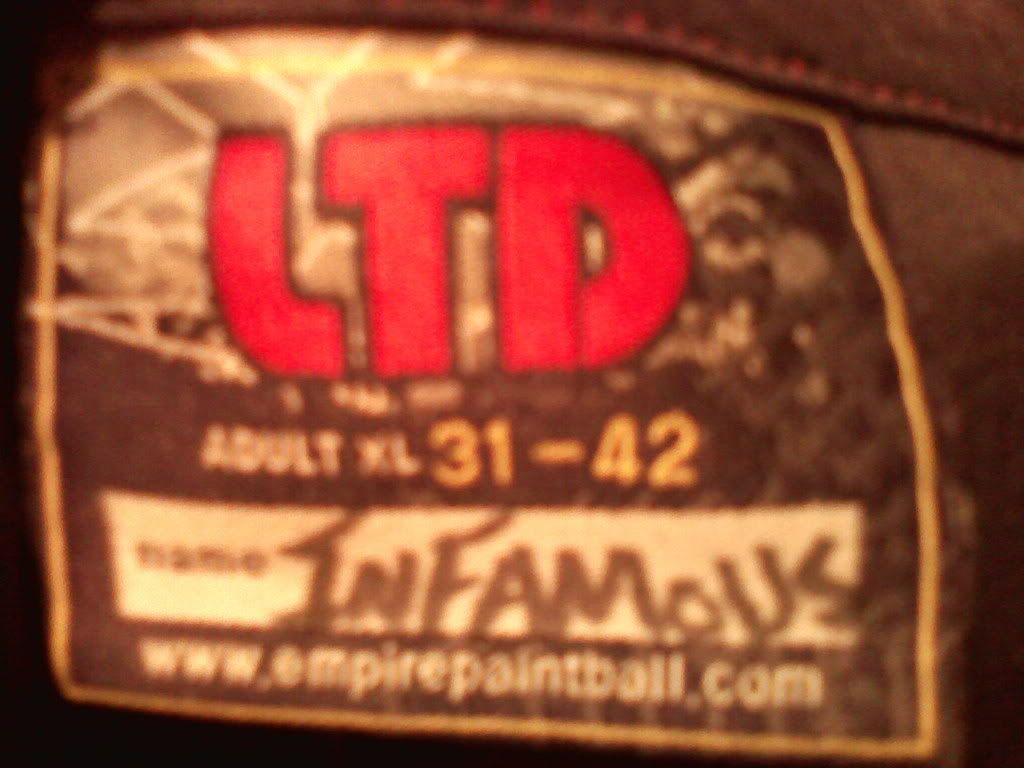 LTD
ADULT XL 31-42
name INFAMOUS
www.empirepaintball.com